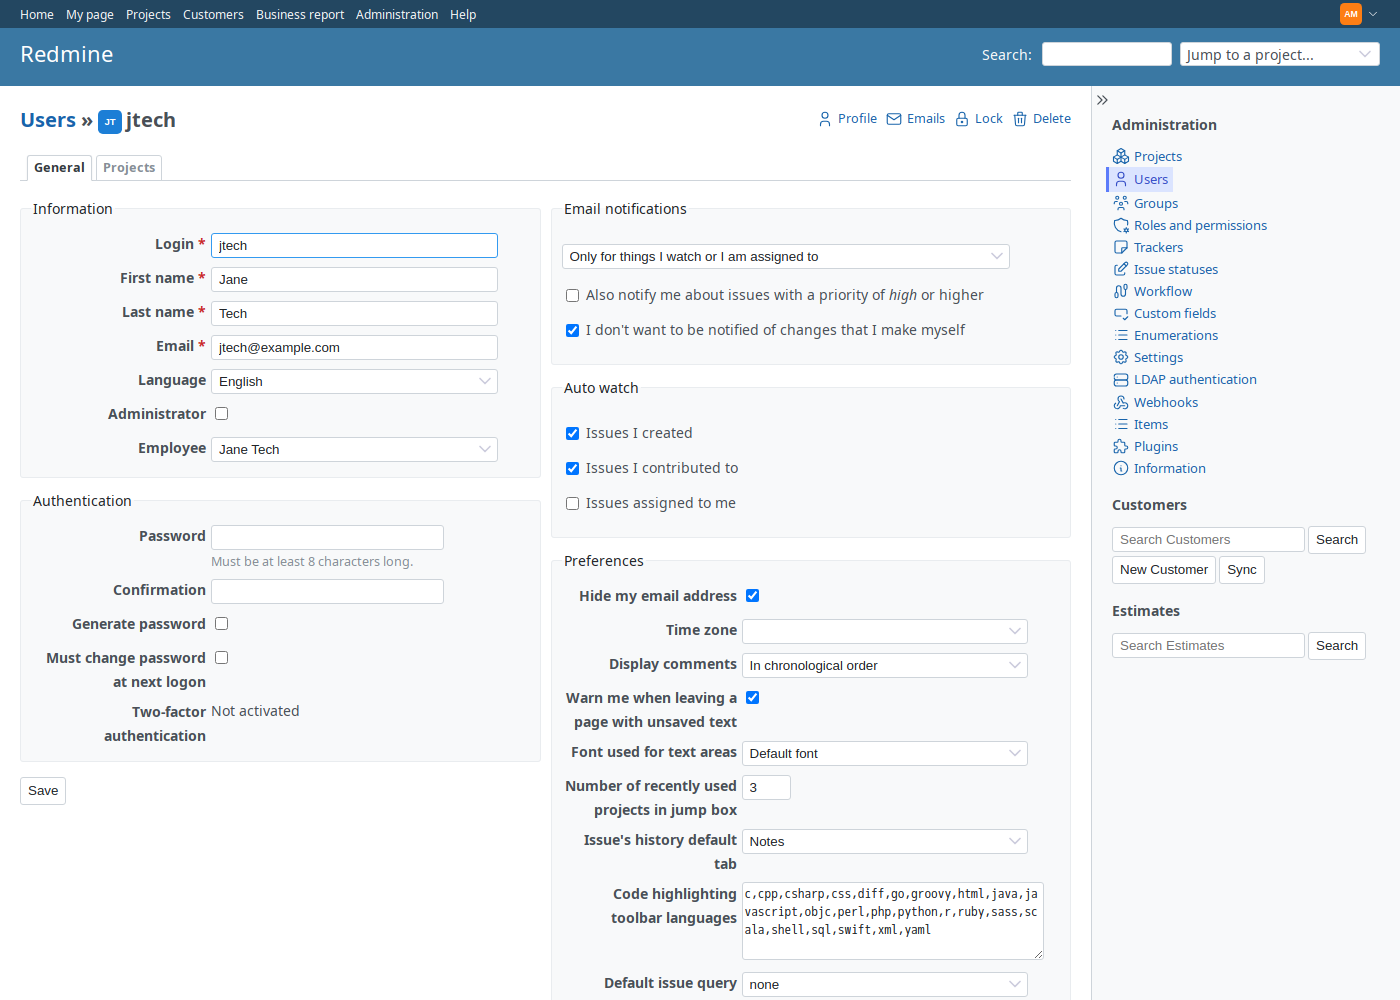 Home My page Projects Customers Business report Administration Help
AM
Redmine
Search:
Jump to a project...
Users » JT jtech
Profile Emails Lock Delete
General Projects
Information
Login *
jtech
First name *
Jane
Last name *
Tech
Email *
jtech@example.com
Language
English
Administrator
Employee
Jane Tech
Authentication
Password
Must be at least 8 characters long.
Confirmation
Generate password
Must change password
at next logon
Two-factor
authentication
Not activated
Save
Email notifications
Only for things I watch or I am assigned to
Also notify me about issues with a priority of high or higher
I don't want to be notified of changes that I make myself
Auto watch
Issues I created
Issues I contributed to
Issues assigned to me
Preferences
Hide my email address
Time zone
Display comments
In chronological order
Warn me when leaving a
page with unsaved text
Font used for text areas
Default font
Number of recently used
projects in jump box
3
Issue's history default
tab
Notes
Code highlighting
toolbar languages
c,cpp,csharp,css,diff,go,groovy,html,java,ja
vascript,objc,perl,php,python,r,ruby,sass,sc
ala,shell,sql,swift,xml,yaml
Default issue query
none
Administration
Projects
Users
Groups
Roles and permissions
Trackers
Issue statuses
Workflow
Custom fields
Enumerations
Settings
LDAP authentication
Webhooks
Items
Plugins
Information
Customers
Search Customers
Search
New Customer
Sync
Estimates
Search Estimates
Search